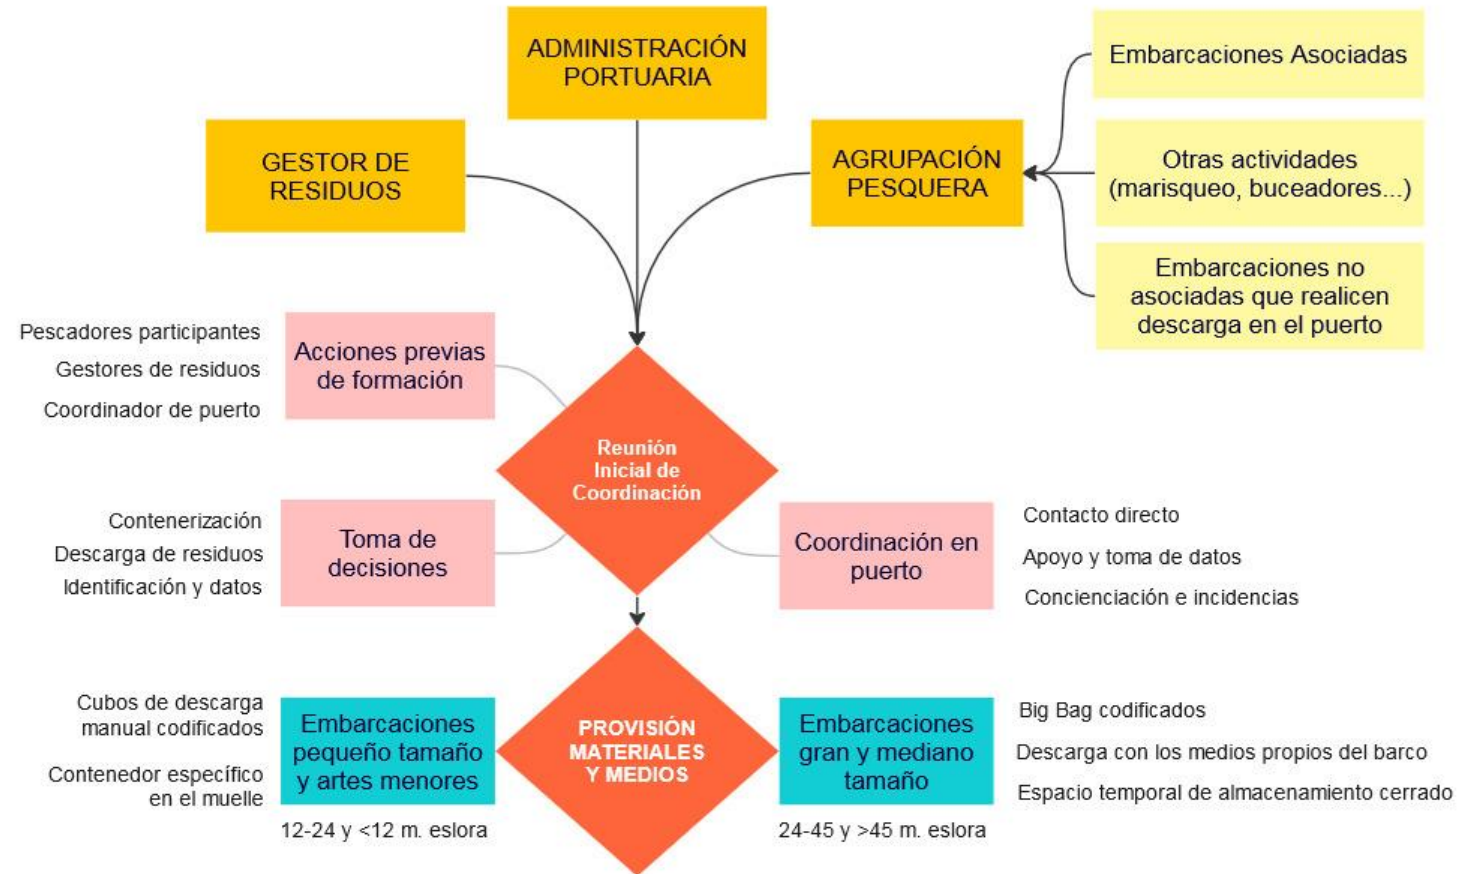 ADMINISTRACIÓN
PORTUARIA
GESTOR DE
RESIDUOS
AGRUPACIÓN
PESQUERA
Embarcaciones Asociadas
Otras actividades
(marisqueo, buceadores...)
Embarcaciones no
asociadas que realicen
descarga en el puerto
Pescadores participantes
Gestores de residuos
Coordinador de puerto
Acciones previas
de formación
Reunión
Inicial de
Coordinación
Contenerización
Descarga de residuos
Identificación y datos
Toma de
decisiones
Coordinación en
puerto
Contacto directo
Apoyo y toma de datos
Concienciación e incidencias
Cubos de descarga
manual codificados
Contenedor específico
en el muelle
Embarcaciones
pequeño tamaño
y artes menores
12-24 y <12 m. eslora
PROVISIÓN
MATERIALES
Y MEDIOS
Embarcaciones
gran y mediano
tamaño
24-45 y >45 m. eslora
Big Bag codificados
Descarga con los medios propios del barco
Espacio temporal de almacenamiento cerrado